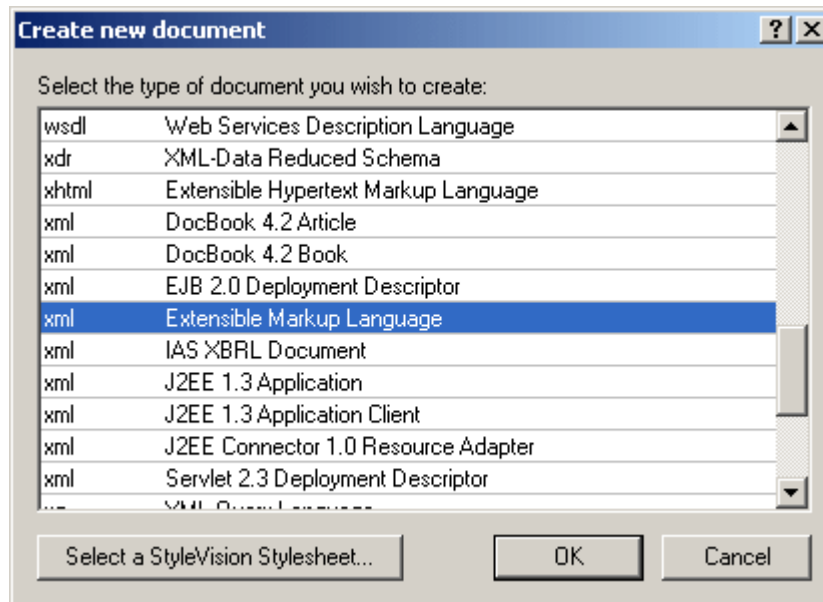 Create new document
Select the type of document you wish to create:
wsdl Web Services Description Language
xdr XML-Data Reduced Schema
xhtml Extensible Hypertext Markup Language
xml DocBook 4.2 Article
xml DocBook 4.2 Book
xml EJB 2.0 Deployment Descriptor
xml Extensible Markup Language
xml IAS XBRL Document
xml J2EE 1.3 Application
xml J2EE 1.3 Application Client
xml J2EE Connector 1.0 Resource Adapter
xml Servlet 2.3 Deployment Descriptor
XML Query Language
Select a StyleVision Stylesheet... OK Cancel